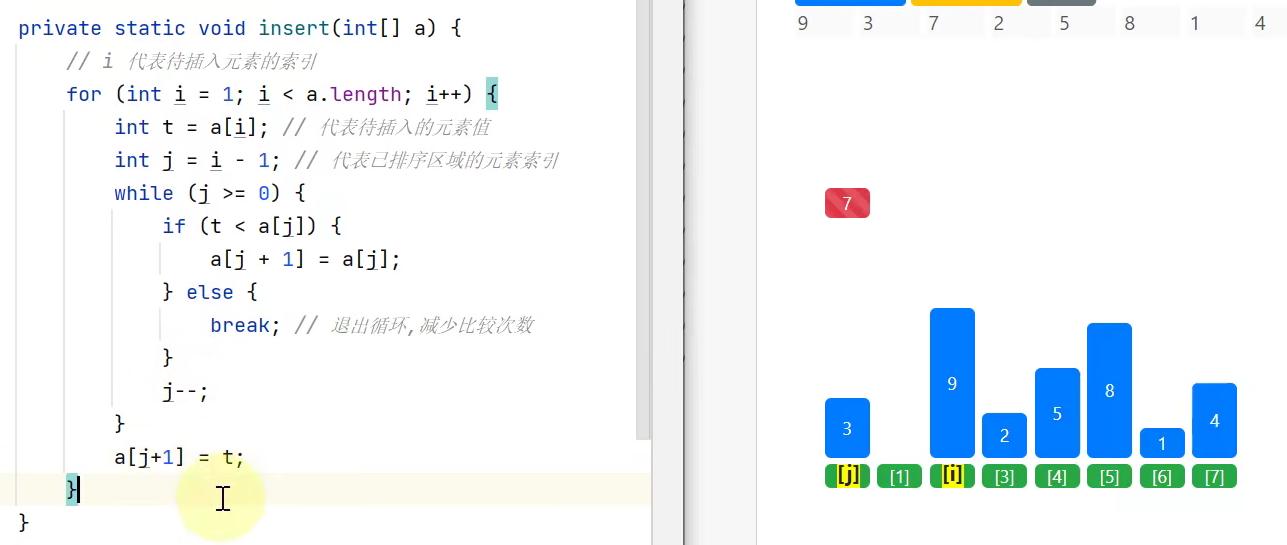 private static void insert(int[] a) {
// i 代表待插入元素的索引
for (int i = 1; i < a.length; i++) {
int t = a[i]; // 代表待插入的元素值
int j = i - 1; // 代表已排序区域的元素索引
while (j >= 0) {
if (t < a[j]) {
a[j + 1] = a[j];
} else {
break; // 退出循环,减少比较次数
}
j--;
}
a[j+1] = t;
}
}
9 3 7 2 5 8 1 4
7
3 9 2 5 8 1 4
[j] [1] [i] [3] [4] [5] [6] [7]